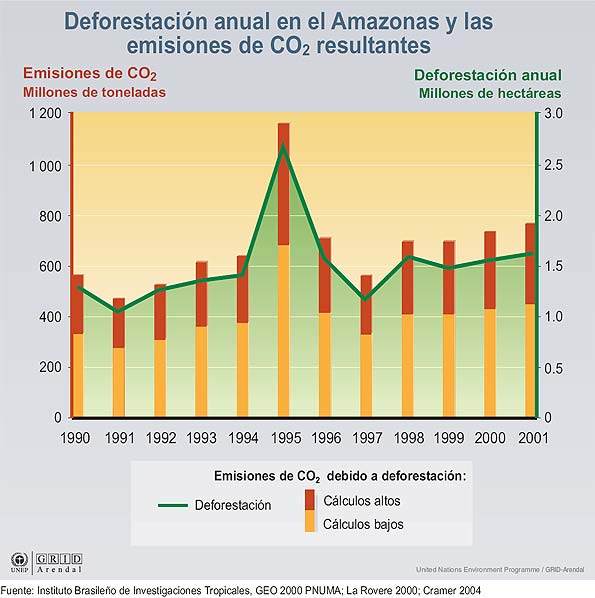 Deforestación anual en el Amazonas y las
emisiones de CO2 resultantes
Emisiones de CO2
Millones de toneladas
Deforestación anual
Millones de hectáreas
1 200
1 000
800
600
400
200
0
3.0
2.5
2.0
1.5
1.0
0.5
0
1990 1991 1992 1993 1994 1995 1996 1997 1998 1999 2000 2001
Emisiones de CO2 debido a deforestación:
Deforestación
Cálculos altos
Cálculos bajos
UNEP
GRID
Arendal
United Nations Environment Programme / GRID-Arendal
Fuente: Instituto Brasileño de Investigaciones Tropicales, GEO 2000 PNUMA; La Rovere 2000; Cramer 2004